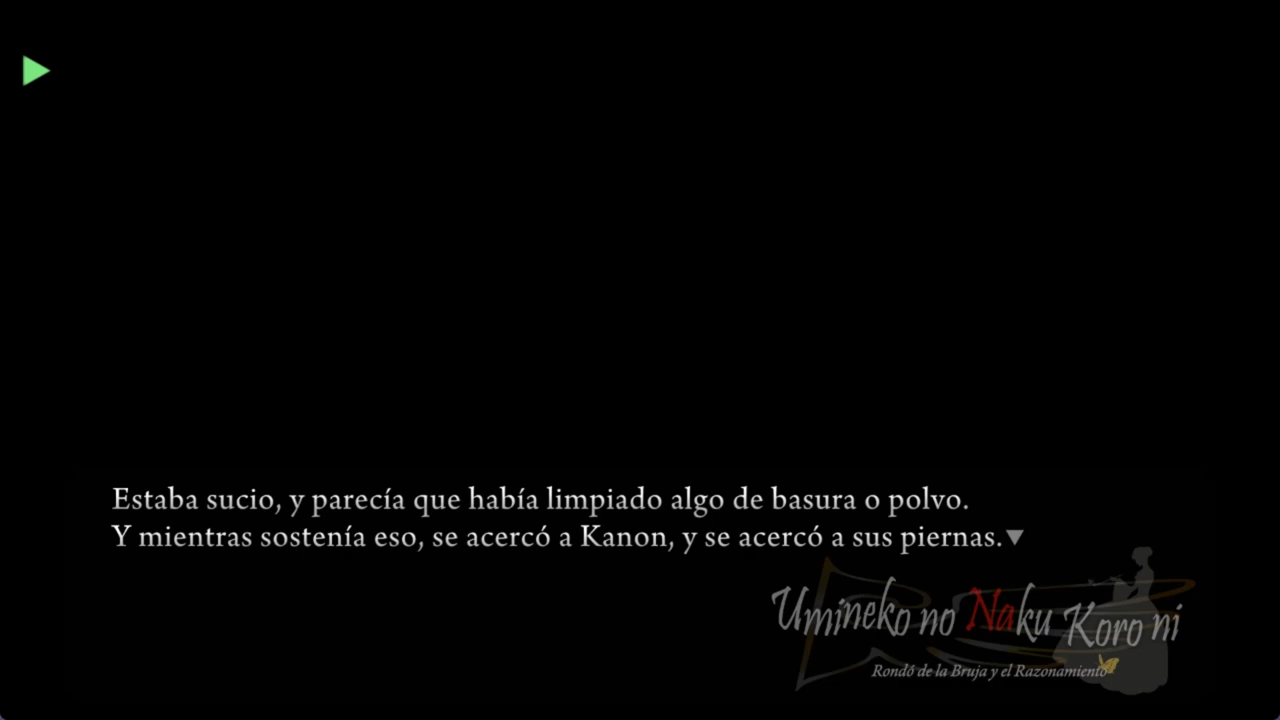 Estaba sucio, y parecía que había limpiado algo de basura o polvo.
Y mientras sostenía eso, se acercó a Kanon, y se acercó a sus piernas.
Umineko no Naku Koro ni
Rondó de la Bruja y el Razonamiento